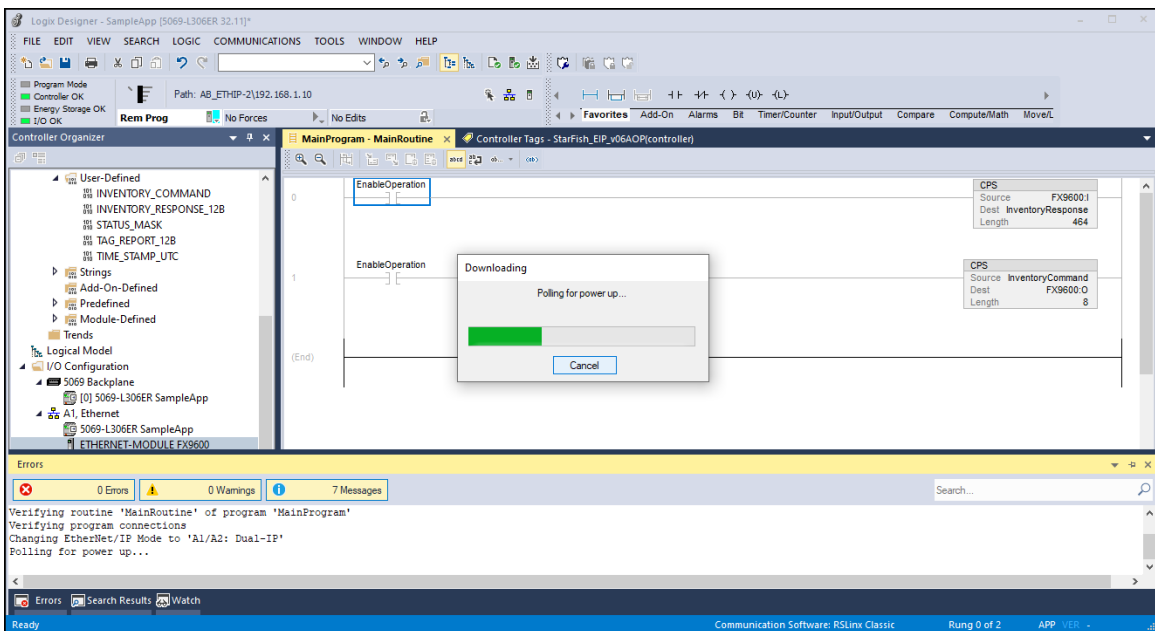 Logix Designer - SampleApp [5069-L306ER 32.11]*
FILE EDIT VIEW SEARCH LOGIC COMMUNICATIONS TOOLS WINDOW HELP
Program Mode
Controller OK
Energy Storage OK
I/O OK
Path: AB_ETHIP-2\192.168.1.10
Rem Prog No Forces No Edits
Favorites Add-On Alarms Bit Timer/Counter Input/Output Compare Compute/Math Move/L
Controller Organizer
MainProgram - MainRoutine
Controller Tags - StarFish_EIP_v06AOP(controller)
User-Defined
INVENTORY_COMMAND
INVENTORY_RESPONSE_12B
STATUS_MASK
TAG_REPORT_12B
TIME_STAMP_UTC
Strings
Add-On-Defined
Predefined
Module-Defined
Trends
Logical Model
I/O Configuration
5069 Backplane
[0] 5069-L306ER SampleApp
A1, Ethernet
5069-L306ER SampleApp
ETHERNET-MODULE FX9600
0
EnableOperation
CPS
Source FX9600:I
Dest InventoryResponse
Length 464
1
EnableOperation
CPS
Source InventoryCommand
Dest FX9600:O
Length 8
(End)
Downloading
Polling for power up...
Cancel
Errors
0 Errors 0 Warnings 7 Messages
Search...
Verifying routine 'MainRoutine' of program 'MainProgram'
Verifying program connections
Changing EtherNet/IP Mode to 'A1/A2: Dual-IP'
Polling for power up...
Errors Search Results Watch
Ready Communication Software: RSLinx Classic Rung 0 of 2 APP VER -